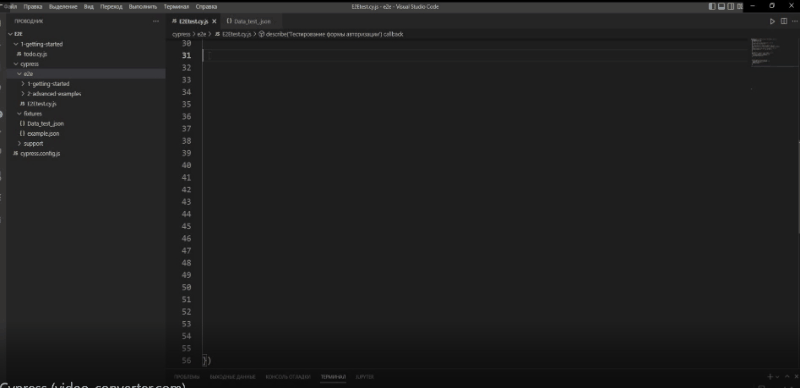 Файл Правка Выделение Вид Переход Выполнить Терминал Справка
E2Etest.cy.js - e2e - Visual Studio Code
ПРОВОДНИК
E2E
1-getting-started
todo.cy.js
cypress
e2e
1-getting-started
2-advanced-examples
E2Etest.cy.js
fixtures
Data_test_.json
example.json
support
cypress.config.js
E2Etest.cy.js Data_test_.json
cypress > e2e > E2Etest.cy.js > describe('Тестирование формы авторизации') callback
30
31
32
33
34
35
36
37
38
39
40
41
42
43
44
45
46
47
48
49
50
51
52
53
54
55
56 })
ПРОБЛЕМЫ ВЫХОДНЫЕ ДАННЫЕ КОНСОЛЬ ОТЛАДКИ ТЕРМИНАЛ
Cypress (video-converter.com)